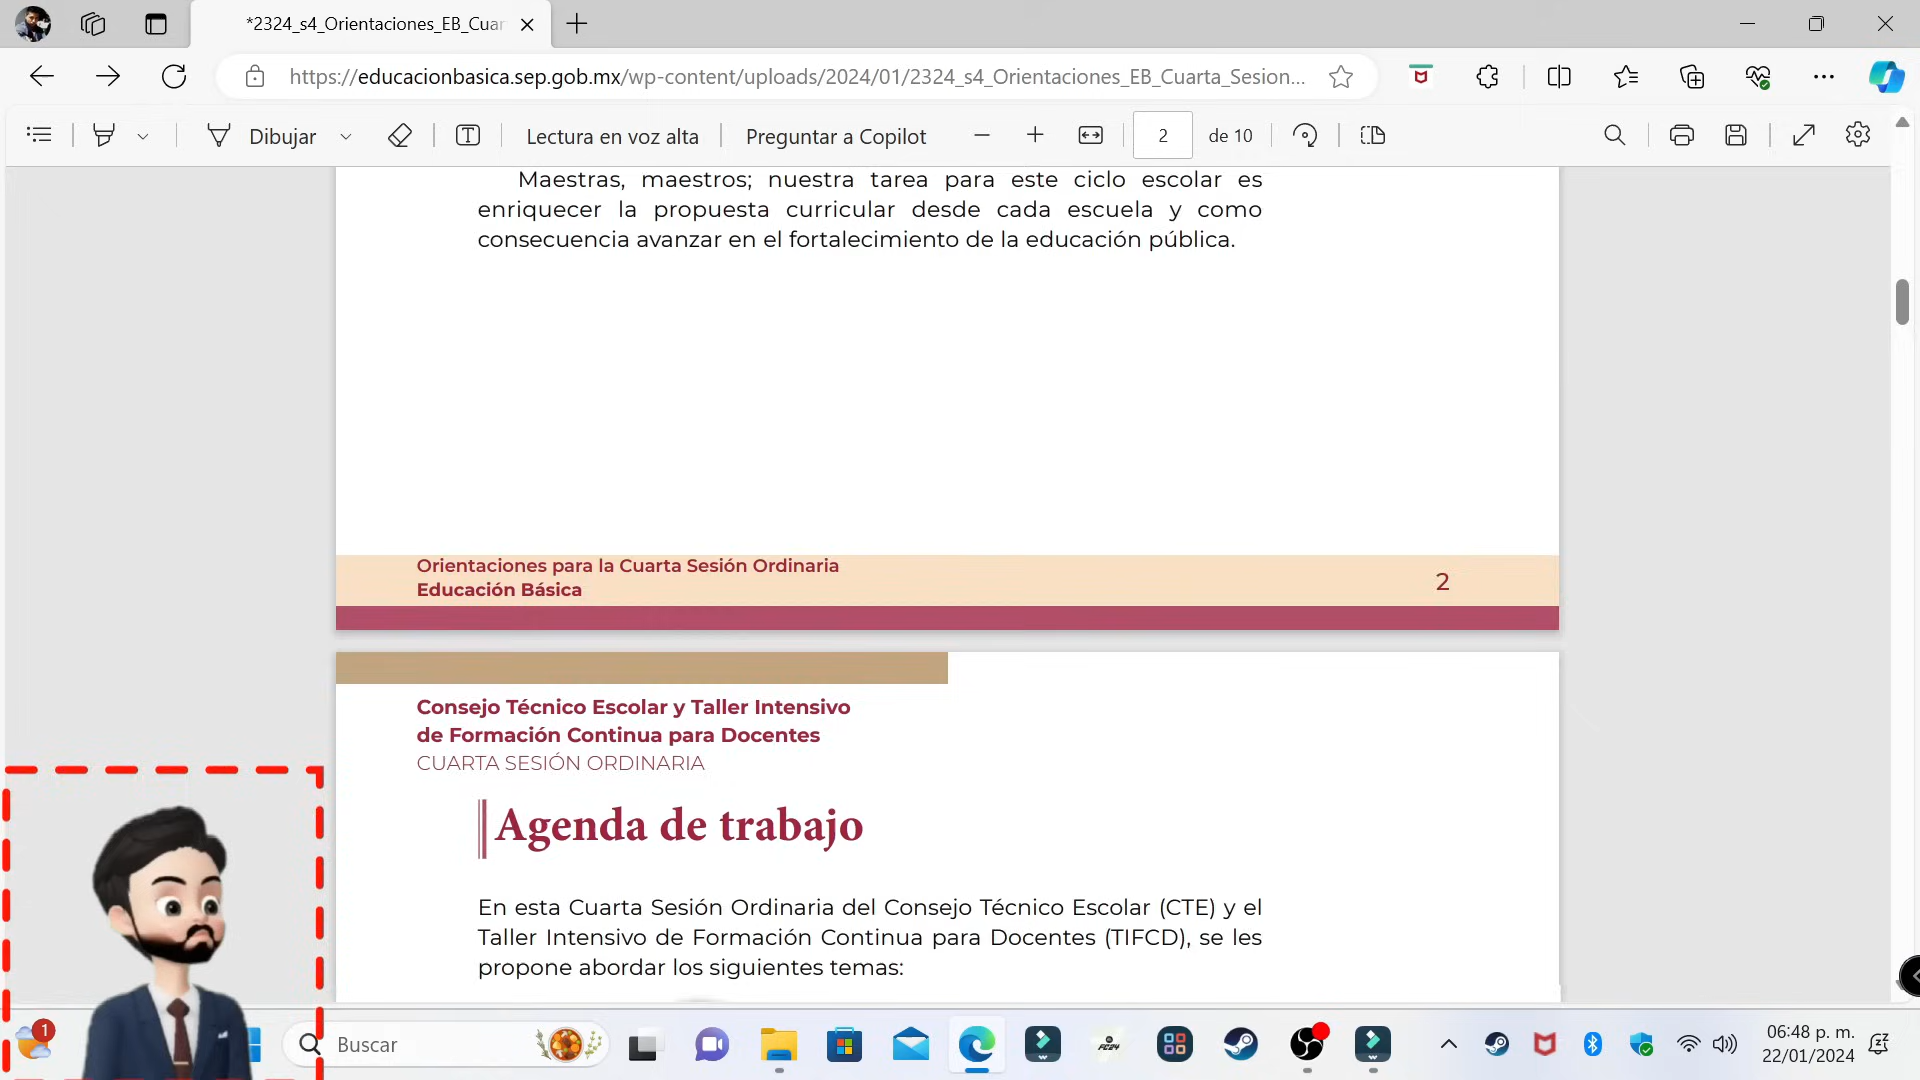 *2324_s4_Orientaciones_EB_Cuar
https://educacionbasica.sep.gob.mx/wp-content/uploads/2024/01/2324_s4_Orientaciones_EB_Cuarta_Sesion...
Dibujar
Lectura en voz alta
Preguntar a Copilot
2
de 10
Maestras, maestros; nuestra tarea para este ciclo escolar es
enriquecer la propuesta curricular desde cada escuela y como
consecuencia avanzar en el fortalecimiento de la educación pública.
Orientaciones para la Cuarta Sesión Ordinaria
Educación Básica
2
Consejo Técnico Escolar y Taller Intensivo
de Formación Continua para Docentes
CUARTA SESIÓN ORDINARIA
Agenda de trabajo
En esta Cuarta Sesión Ordinaria del Consejo Técnico Escolar (CTE) y el
Taller Intensivo de Formación Continua para Docentes (TIFCD), se les
propone abordar los siguientes temas:
1
Buscar
FC24
06:48 p. m.
22/01/2024